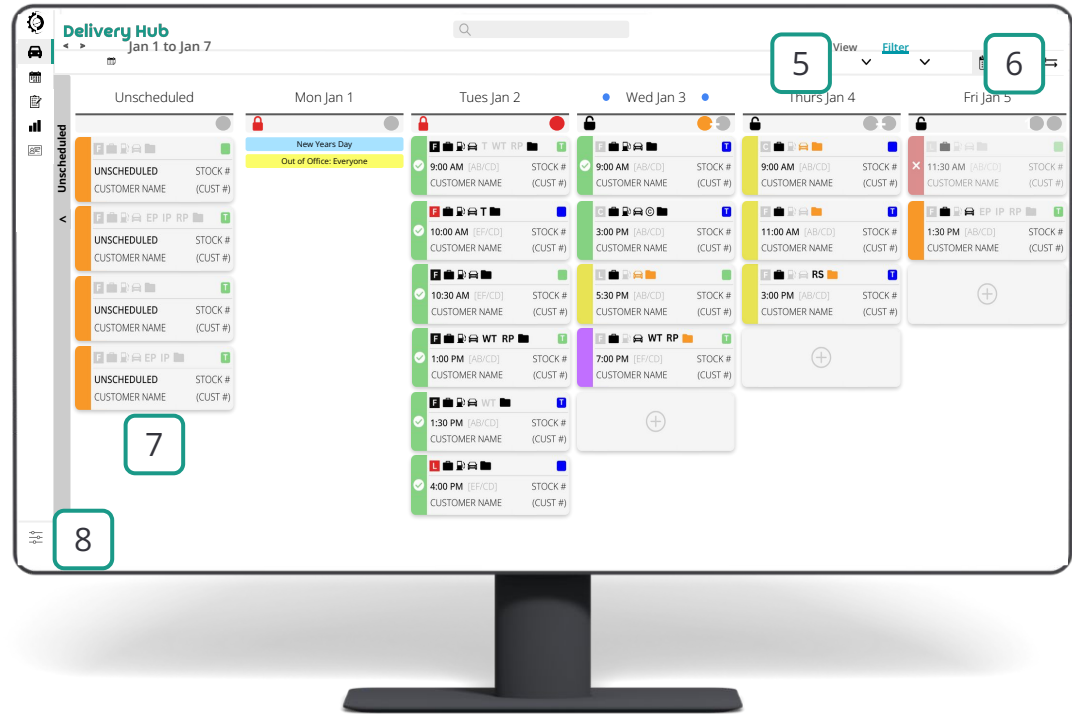 Delivery Hub
< > Jan 1 to Jan 7
5
View
Filter
6
Unscheduled
Mon Jan 1
Tues Jan 2
Wed Jan 3
Thurs Jan 4
Fri Jan 5
Unscheduled
<
F
UNSCHEDULED STOCK #
CUSTOMER NAME (CUST #)
F EP IP RP T
UNSCHEDULED STOCK #
CUSTOMER NAME (CUST #)
F T
UNSCHEDULED STOCK #
CUSTOMER NAME (CUST #)
F EP IP T
UNSCHEDULED STOCK #
CUSTOMER NAME (CUST #)
7
8
New Years Day
Out of Office: Everyone
F T WT RP T
9:00 AM [AB/CD] STOCK #
CUSTOMER NAME (CUST #)
F T
10:00 AM [EF/CD] STOCK #
CUSTOMER NAME (CUST #)
F
10:30 AM [EF/CD] STOCK #
CUSTOMER NAME (CUST #)
F WT RP T
1:00 PM [AB/CD] STOCK #
CUSTOMER NAME (CUST #)
F WT T
1:30 PM [AB/CD] STOCK #
CUSTOMER NAME (CUST #)
L
4:00 PM [EF/CD] STOCK #
CUSTOMER NAME (CUST #)
F T
9:00 AM [AB/CD] STOCK #
CUSTOMER NAME (CUST #)
C © T
3:00 PM [AB/CD] STOCK #
CUSTOMER NAME (CUST #)
L
5:30 PM [AB/CD] STOCK #
CUSTOMER NAME (CUST #)
F WT RP T
7:00 PM [EF/CD] STOCK #
CUSTOMER NAME (CUST #)
C
9:00 AM [AB/CD] STOCK #
CUSTOMER NAME (CUST #)
F T
11:00 AM [AB/CD] STOCK #
CUSTOMER NAME (CUST #)
F RS T
3:00 PM [AB/CD] STOCK #
CUSTOMER NAME (CUST #)
L
11:30 AM [AB/CD] STOCK #
CUSTOMER NAME (CUST #)
F EP IP RP T
1:30 PM [AB/CD] STOCK #
CUSTOMER NAME (CUST #)